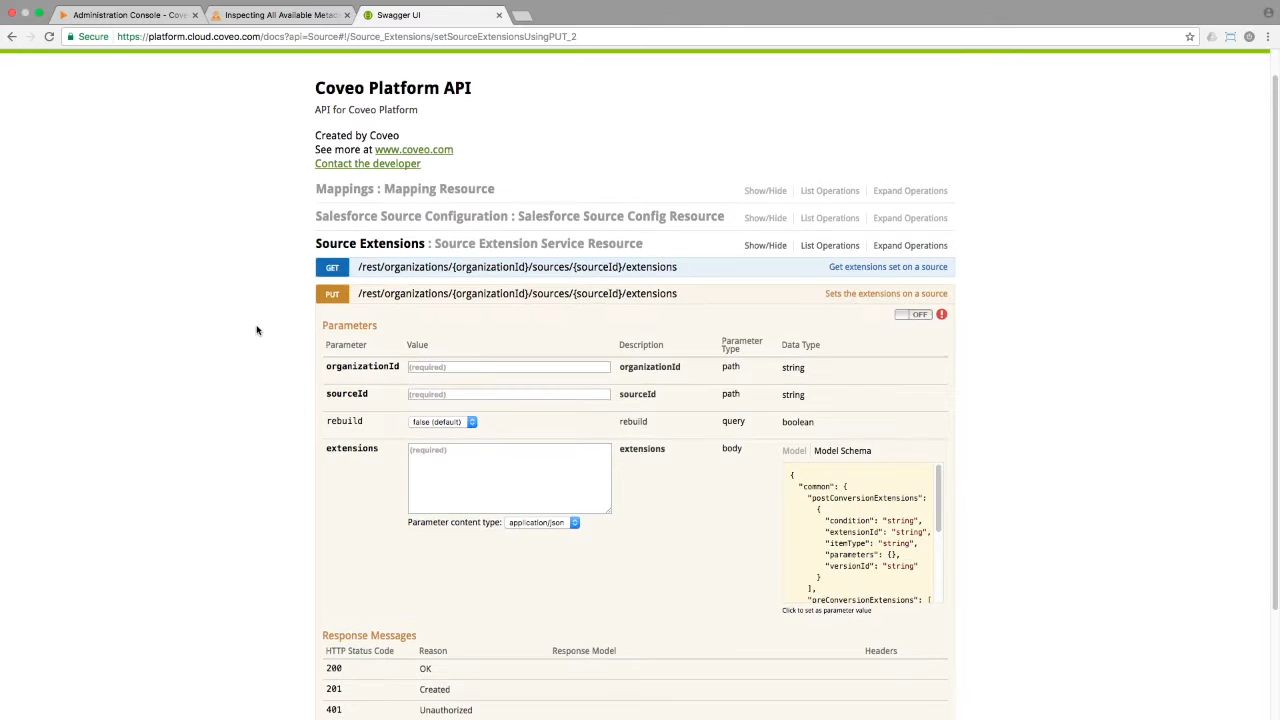 Administration Console - Cove
Inspecting All Available Metad
Swagger UI
Secure
https://platform.cloud.coveo.com/docs?api=Source#!/Source_Extensions/setSourceExtensionsUsingPUT_2
Coveo Platform API
API for Coveo Platform
Created by Coveo
See more at www.coveo.com
Contact the developer
Mappings : Mapping Resource Show/Hide List Operations Expand Operations
Salesforce Source Configuration : Salesforce Source Config Resource Show/Hide List Operations Expand Operations
Source Extensions : Source Extension Service Resource Show/Hide List Operations Expand Operations
GET /rest/organizations/{organizationId}/sources/{sourceId}/extensions Get extensions set on a source
PUT /rest/organizations/{organizationId}/sources/{sourceId}/extensions Sets the extensions on a source
OFF !
Parameters
Parameter Value Description Parameter Type Data Type
organizationId (required) organizationId path string
sourceId (required) sourceId path string
rebuild false (default) rebuild query boolean
extensions (required) extensions body Model Model Schema
{
"common": {
"postConversionExtensions":
{
"condition": "string",
"extensionId": "string",
"itemType": "string",
"parameters": {},
"versionId": "string"
}
],
"preConversionExtensions": [
Parameter content type: application/json
Click to set as parameter value
Response Messages
HTTP Status Code Reason Response Model Headers
200 OK
201 Created
401 Unauthorized